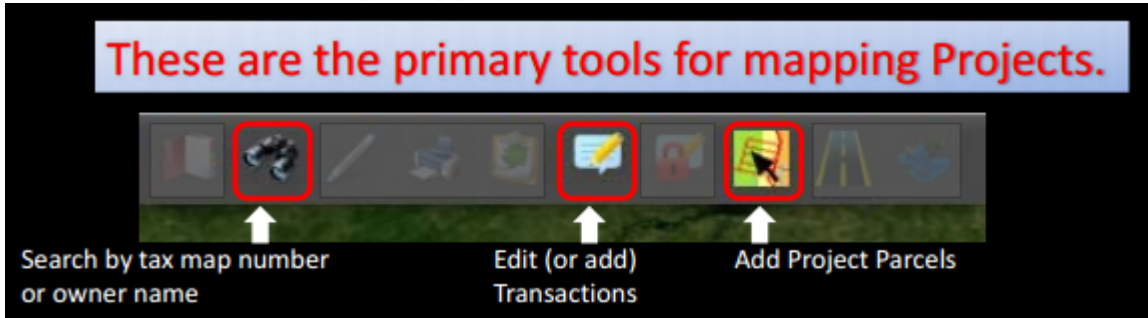 These are the primary tools for mapping Projects.
Search by tax map number
or owner name
Edit (or add)
Transactions
Add Project Parcels